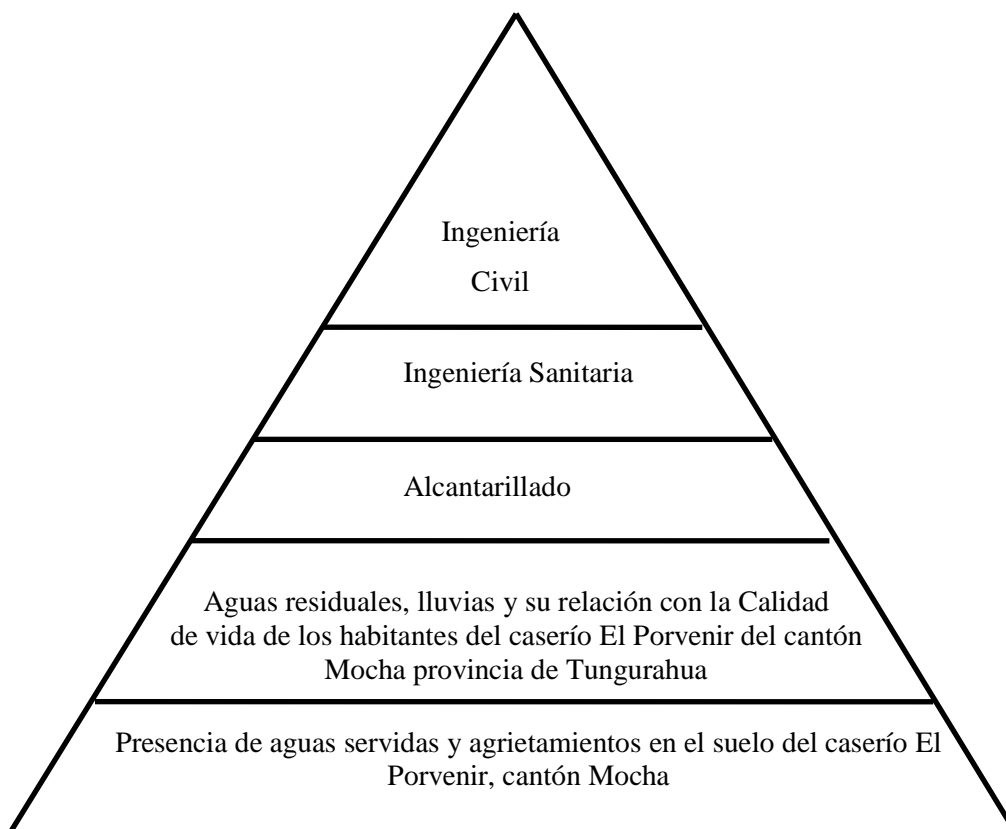 Ingeniería
Civil
Ingeniería Sanitaria
Alcantarillado
Aguas residuales, lluvias y su relación con la Calidad
de vida de los habitantes del caserío El Porvenir del cantón
Mocha provincia de Tungurahua
Presencia de aguas servidas y agrietamientos en el suelo del caserío El
Porvenir, cantón Mocha